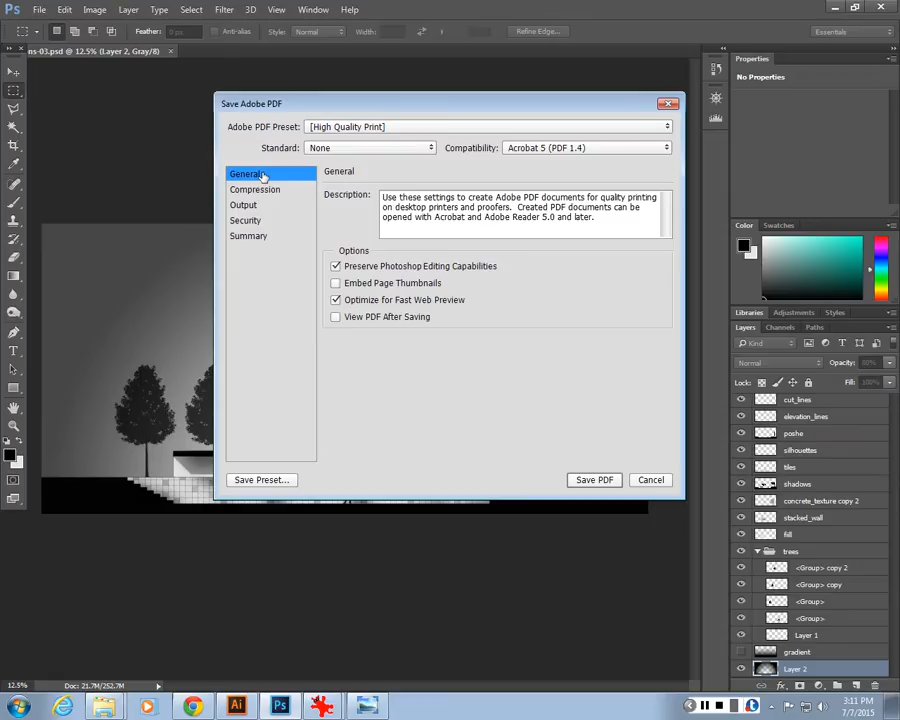 Ps File Edit Image Layer Type Select Filter 3D View Window Help
Feather: 0 px Anti-alias Style: Normal Width: Refine Edge... Essentials
ns-03.psd @ 12.5% (Layer 2, Gray/8) ×
Properties
No Properties
Save Adobe PDF
Adobe PDF Preset: [High Quality Print]
Standard: None Compatibility: Acrobat 5 (PDF 1.4)
General
Compression
Output
Security
Summary
General
Description: Use these settings to create Adobe PDF documents for quality printing
on desktop printers and proofers. Created PDF documents can be
opened with Acrobat and Adobe Reader 5.0 and later.
Options
Preserve Photoshop Editing Capabilities
Embed Page Thumbnails
Optimize for Fast Web Preview
View PDF After Saving
Save Preset... Save PDF Cancel
Color Swatches
Libraries Adjustments Styles
Layers Channels Paths
Kind
Normal Opacity: 80%
Lock: Fill: 100%
cut_lines
elevation_lines
poshe
silhouettes
tiles
shadows
concrete_texture copy 2
stacked_wall
fill
trees
<Group> copy 2
<Group> copy
<Group>
<Group>
Layer 1
gradient
Layer 2
12.5% Doc: 21.7M/252.7M
Ai Ps
3:11 PM
7/7/2015